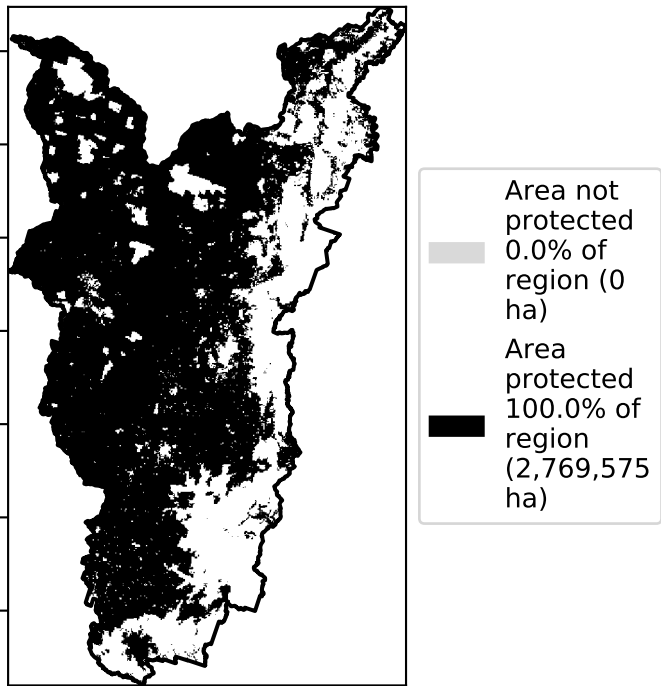 Area not
protected
0.0% of
region (0
ha)
Area
protected
100.0% of
region
(2,769,575
ha)